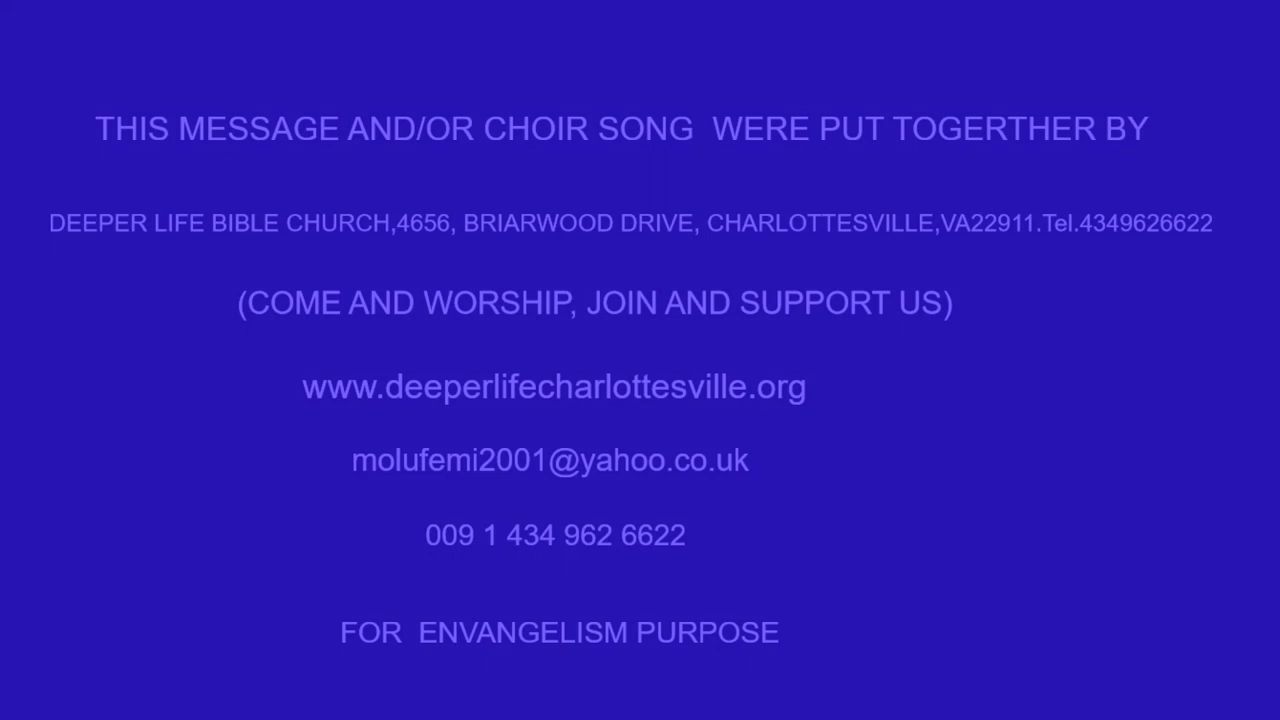 THIS MESSAGE AND/OR CHOIR SONG  WERE PUT TOGERTHER BY
DEEPER LIFE BIBLE CHURCH,4656, BRIARWOOD DRIVE, CHARLOTTESVILLE,VA22911.Tel.4349626622
(COME AND WORSHIP, JOIN AND SUPPORT US)
www.deeperlifecharlottesville.org
molufemi2001@yahoo.co.uk
009 1 434 962 6622
FOR  ENVANGELISM PURPOSE